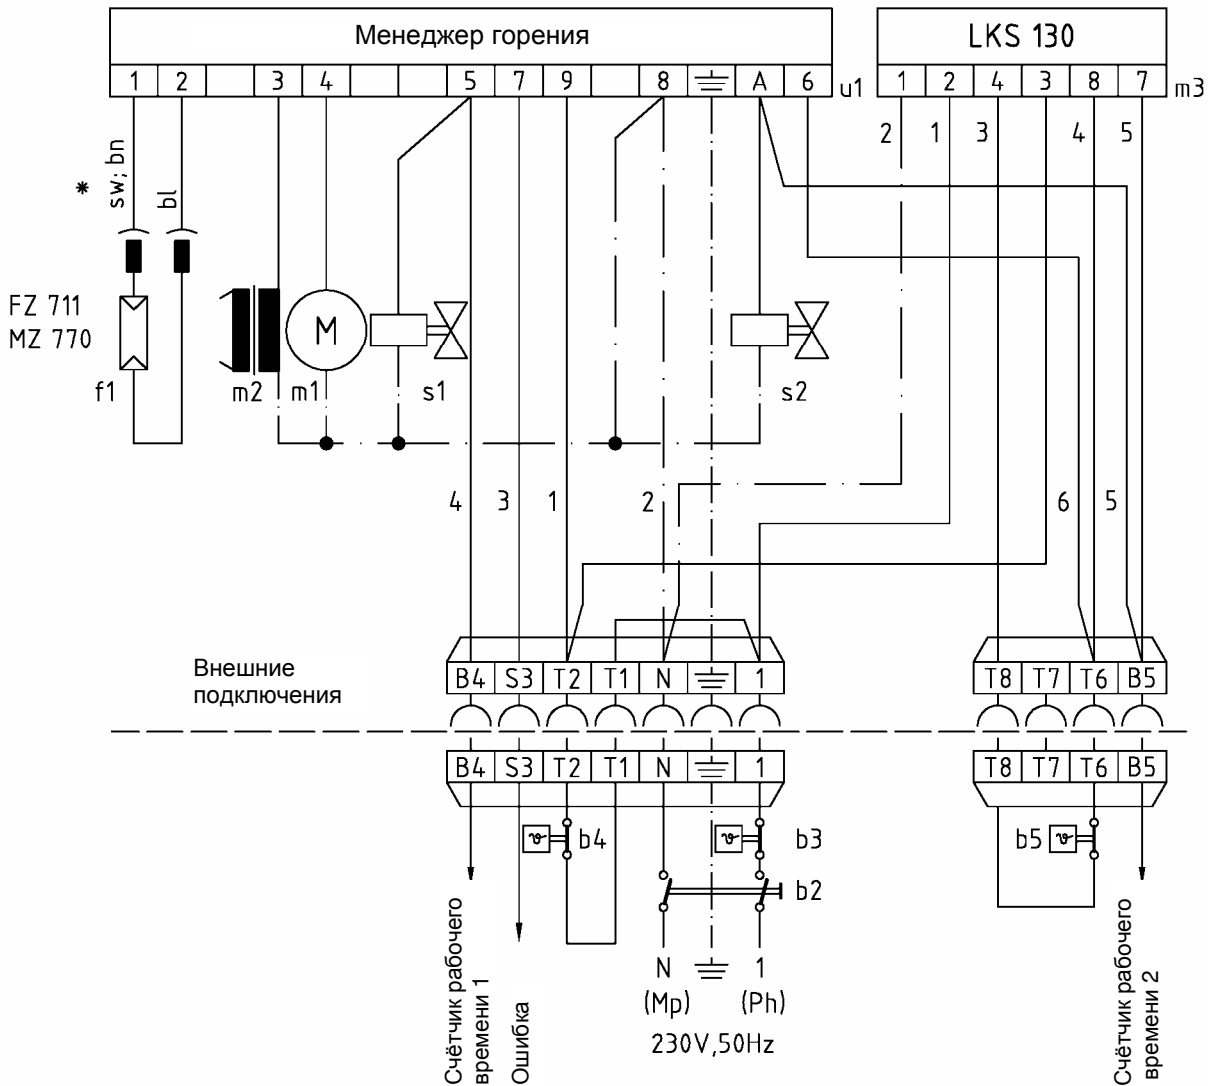 Менеджер горения
LKS 130
1 2 3 4 5 7 9 8 A 6 u1
1 2 4 3 8 7 m3
2 1 3 4 5
*
sw; bn
bl
FZ 711
MZ 770
M
f1 m2 m1 s1 s2
4 3 1 2 6 5
Внешние
подключения
B4 S3 T2 T1 N 1
T8 T7 T6 B5
B4 S3 T2 T1 N 1
T8 T7 T6 B5
ϑ b4 ϑ b3
b5 ϑ
b2
Счётчик рабочего
времени 1
Ошибка
N 1
(Mp) (Ph)
230V,50Hz
Счётчик рабочего
времени 2